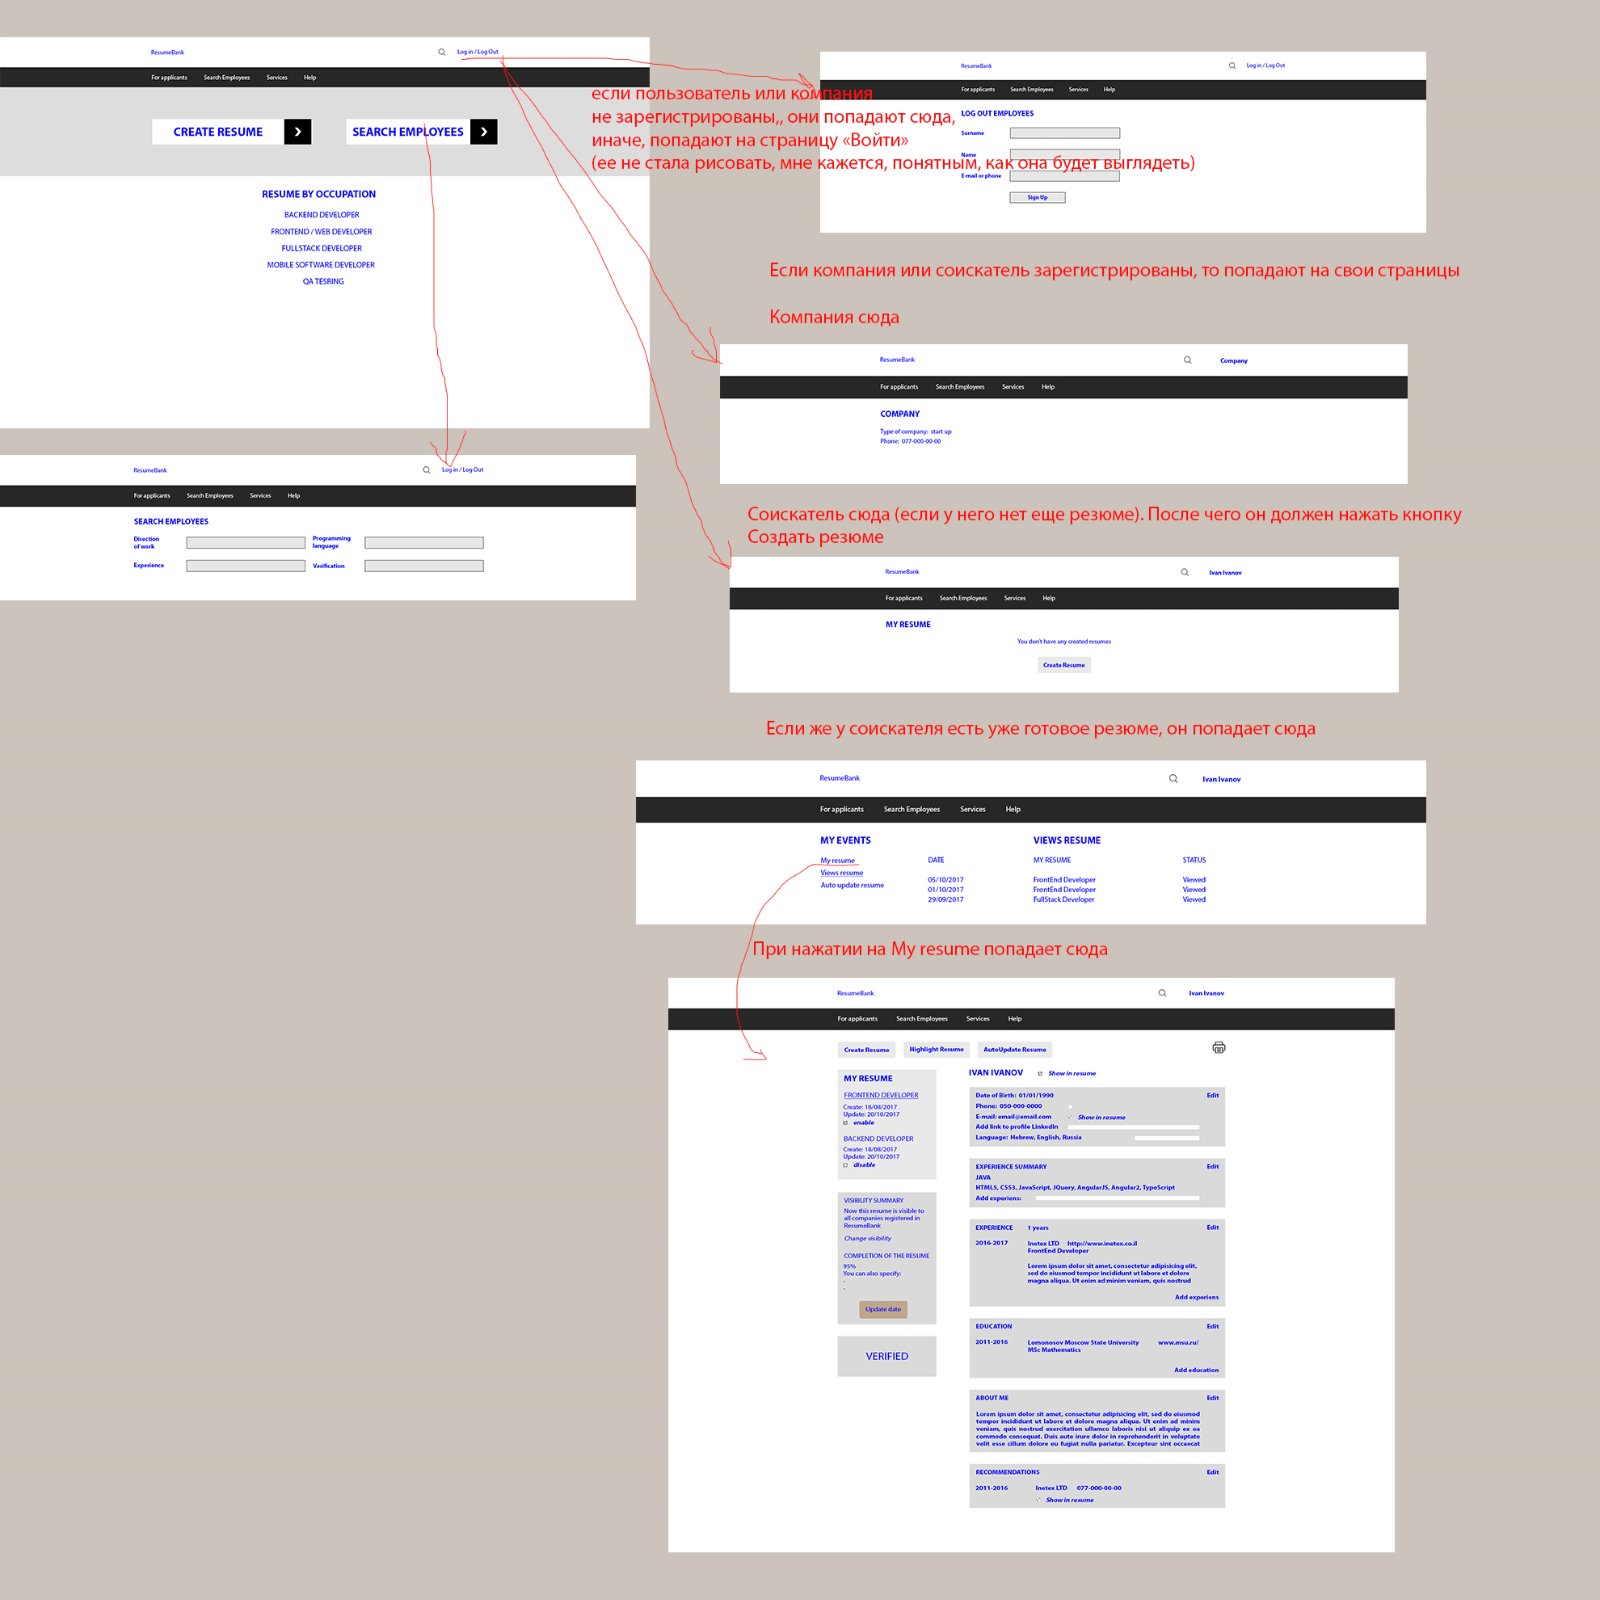 ResumeBank
Log in / Log Out
For applicants Search Employees Services Help
CREATE RESUME
SEARCH EMPLOYEES
RESUME BY OCCUPATION
BACKEND DEVELOPER
FRONTEND / WEB DEVELOPER
FULLSTACK DEVELOPER
MOBILE SOFTWARE DEVELOPER
QA TESRING
если пользователь или компания
не зарегистрированы,, они попадают сюда,
иначе, попадают на страницу «Войти»
(ее не стала рисовать, мне кажется, понятным, как она будет выглядеть)
ResumeBank
Log in / Log Out
For applicants Search Employees Services Help
LOG OUT EMPLOYEES
Surname
Name
E-mail or phone
Sign Up
Если компания или соискатель зарегистрированы, то попадают на свои страницы
Компания сюда
ResumeBank
Company
For applicants Search Employees Services Help
COMPANY
Type of company: start up
Phone: 077-000-00-00
ResumeBank
Log in / Log Out
For applicants Search Employees Services Help
SEARCH EMPLOYEES
Direction
of work
Programming
language
Experience
Verification
Соискатель сюда (если у него нет еще резюме). После чего он должен нажать кнопку
Создать резюме
ResumeBank
Ivan Ivanov
For applicants Search Employees Services Help
MY RESUME
You don't have any created resumes
Create Resume
Если же у соискателя есть уже готовое резюме, он попадает сюда
ResumeBank
Ivan Ivanov
For applicants Search Employees Services Help
MY EVENTS
VIEWS RESUME
My resume
Views resume
Auto update resume
DATE
MY RESUME
STATUS
05/10/2017 FrontEnd Developer Viewed
01/10/2017 FrontEnd Developer Viewed
29/09/2017 FullStack Developer Viewed
При нажатии на My resume попадает сюда
ResumeBank
Ivan Ivanov
For applicants Search Employees Services Help
Create Resume
Highlight Resume
AutoUpdate Resume
MY RESUME
FRONTEND DEVELOPER
Create: 18/08/2017
Update: 20/10/2017
enable
BACKEND DEVELOPER
Create: 18/08/2017
Update: 20/10/2017
disable
VISIBILITY SUMMARY
Now this resume is visible to
all companies registered in
ResumeBank
Change visibility
COMPLETION OF THE RESUME
95%
You can also specify:
-
-
Update date
VERIFIED
IVAN IVANOV
Show in resume
Date of Birth: 01/01/1990
Edit
Phone: 050-000-0000
E-mail: email@email.com
Show in resume
Add link to profile LinkedIn
Language: Hebrew, English, Russia
EXPERIENCE SUMMARY
Edit
JAVA
HTML5, CSS3, JavaScript, JQuery, AngularJS, Angular2, TypeScript
Add experions:
EXPERIENCE 1 years
Edit
2016-2017 Inetex LTD http://www.inetex.co.il
FrontEnd Developer
Lorem ipsum dolor sit amet, consectetur adipisicing elit,
sed do eiusmod tempor incididunt ut labore et dolore
magna aliqua. Ut enim ad minim veniam, quis nostrud
Add experiens
EDUCATION
Edit
2011-2016 Lomonosov Moscow State University www.msu.ru/
MSc Mathematics
Add education
ABOUT ME
Edit
Lorem ipsum dolor sit amet, consectetur adipisicing elit, sed do eiusmod
tempor incididunt ut labore et dolore magna aliqua. Ut enim ad minim
veniam, quis nostrud exercitation ullamco laboris nisi ut aliquip ex ea
commodo consequat. Duis aute irure dolor in reprehenderit in voluptate
velit esse cillum dolore eu fugiat nulla pariatur. Excepteur sint occaecat
RECOMMENDATIONS
Edit
2011-2016 Inetex LTD 077-000-00-00
Show in resume